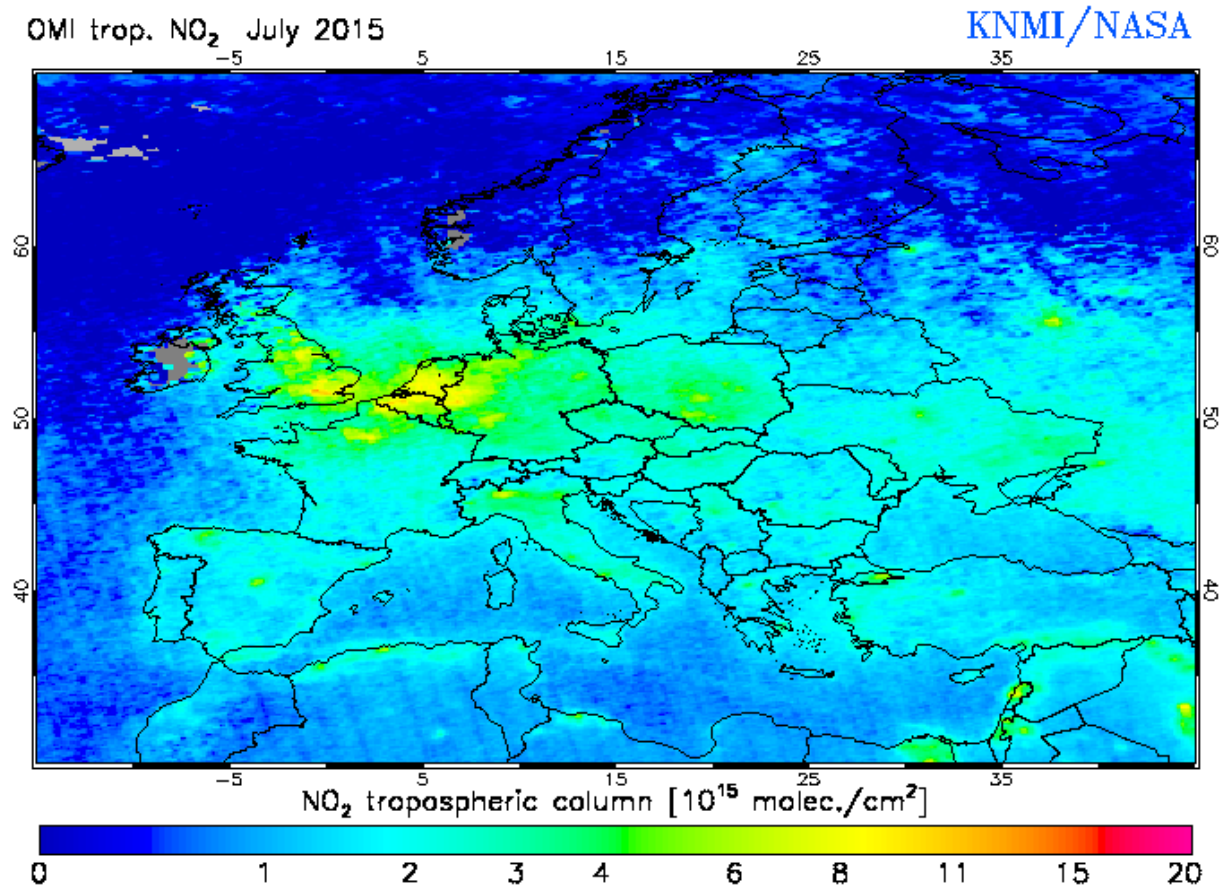 OMI trop. NO₂ July 2015
KNMI/NASA
-5 5 15 25 35
60 60
50 50
40 40
-5 5 15 25 35
NO₂ tropospheric column [10¹⁵ molec./cm²]
0 1 2 3 4 6 8 11 15 20